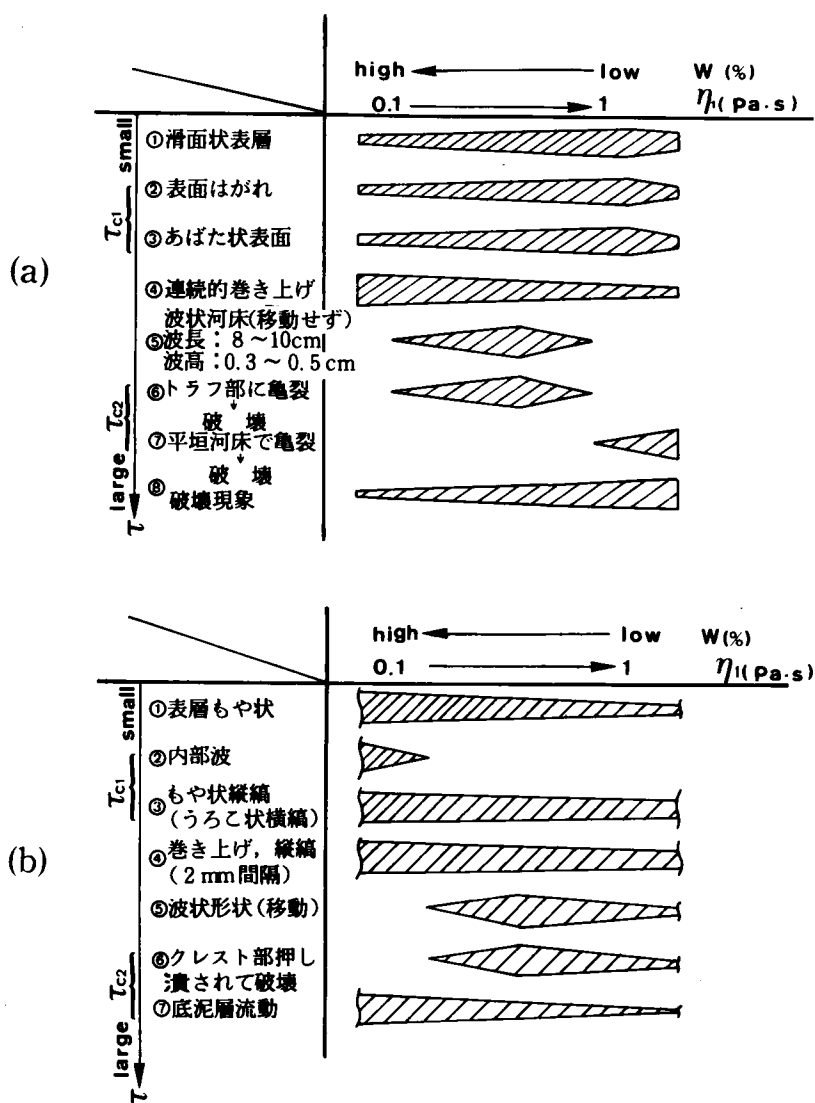 (a)
high low W (%)
0.1 1 η₁(pa·s)
small
①滑面状表層
②表面はがれ
τc1
③あばた状表面
④連続的巻き上げ
波状河床(移動せず)
⑤波長：8～10cm
波高：0.3～0.5cm
⑥トラフ部に亀裂
τc2
破 壊
⑦平垣河床で亀裂
破 壊
⑧
破壊現象
large
τ
(b)
high low W(%)
0.1 1 η₁(pa·s)
small
①表層もや状
②内部波
τc1
③もや状縦縞
(うろこ状横縞)
④巻き上げ，縦縞
(2mm間隔)
⑤波状形状(移動)
⑥クレスト部押し
潰されて破壊
τc2
⑦底泥層流動
large
τ